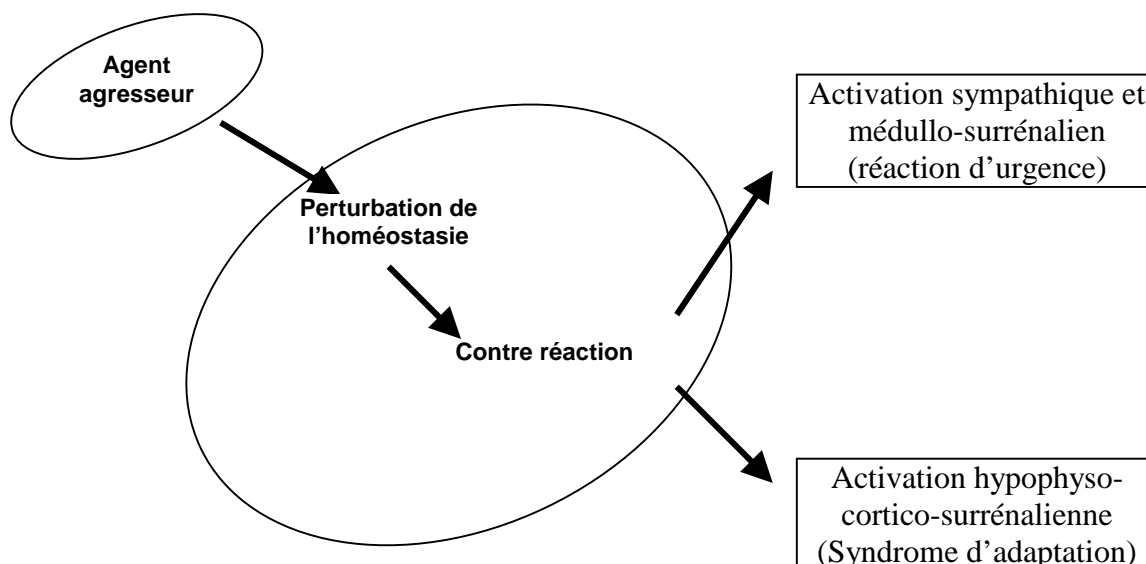 Agent
agresseur
Perturbation de
l'homéostasie
Contre réaction
Activation sympathique et
médullo-surrénalien
(réaction d'urgence)
Activation hypophyso-
cortico-surrénalienne
(Syndrome d'adaptation)